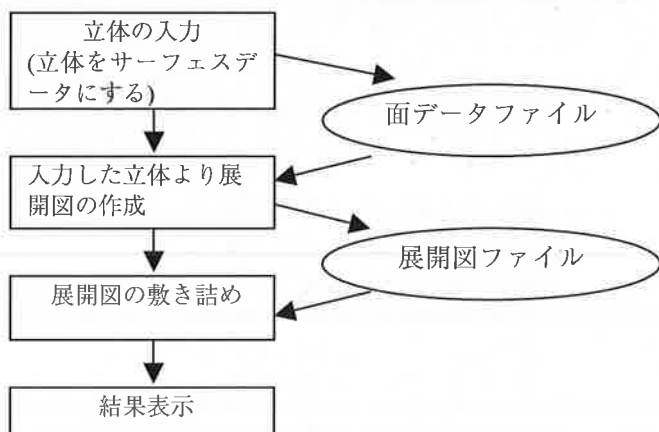 立体の入力
(立体をサーフェスデ
ータにする)
面データファイル
入力した立体より展
開図の作成
展開図ファイル
展開図の敷き詰め
結果表示